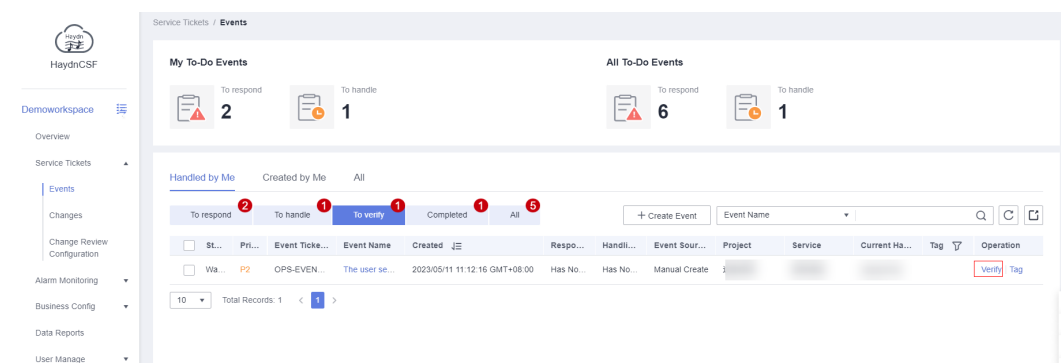 Service Tickets / Events
Haydn
HaydnCSF
Demoworkspace
Overview
Service Tickets
Events
Changes
Change Review
Configuration
Alarm Monitoring
Business Config
Data Reports
User Manage
My To-Do Events
To respond
2
To handle
1
All To-Do Events
To respond
6
To handle
1
Handled by Me Created by Me All
To respond 2 To handle 1 To verify 1 Completed 1 All 5
+ Create Event Event Name
St... Pri... Event Ticke... Event Name Created Respo... Handli... Event Sour... Project Service Current Ha... Tag Operation
Wa... P2 OPS-EVEN... The user se... 2023/05/11 11:12:16 GMT+08:00 Has No... Has No... Manual Create Verify Tag
10 Total Records: 1 < 1 >